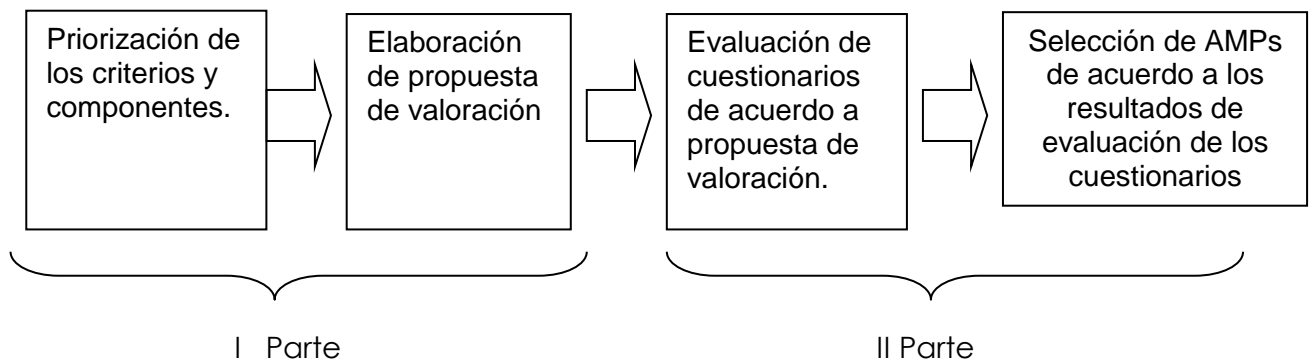 Priorización de
los criterios y
componentes.
Elaboración
de propuesta
de valoración
Evaluación de
cuestionarios
de acuerdo a
propuesta de
valoración.
Selección de AMPs
de acuerdo a los
resultados de
evaluación de los
cuestionarios
I Parte
II Parte